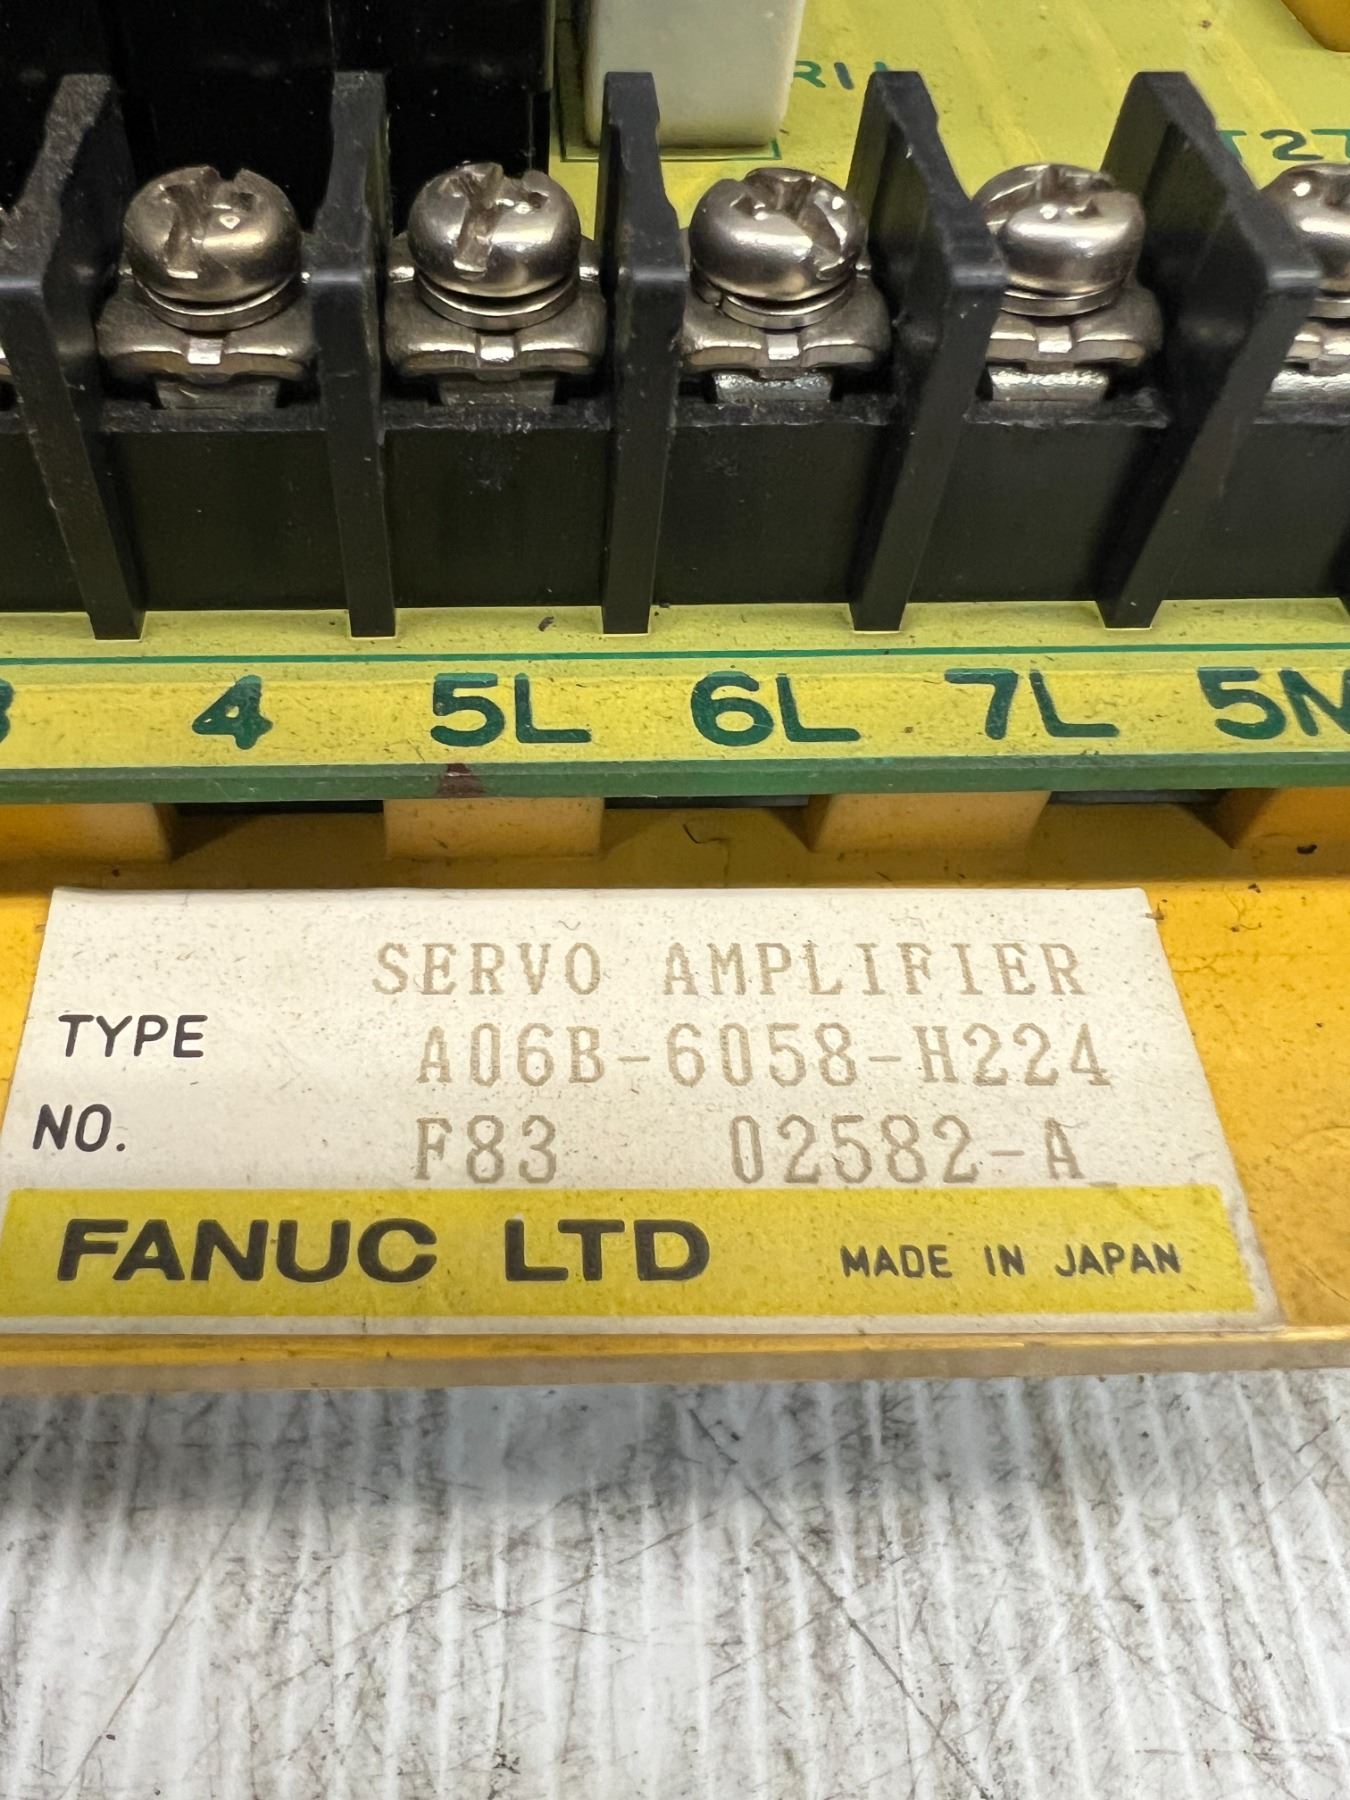 4 5L 6L 7L
SERVO AMPLIFIER
TYPE A06B-6058-H224
NO. F83 02582-A
FANUC LTD MADE IN JAPAN